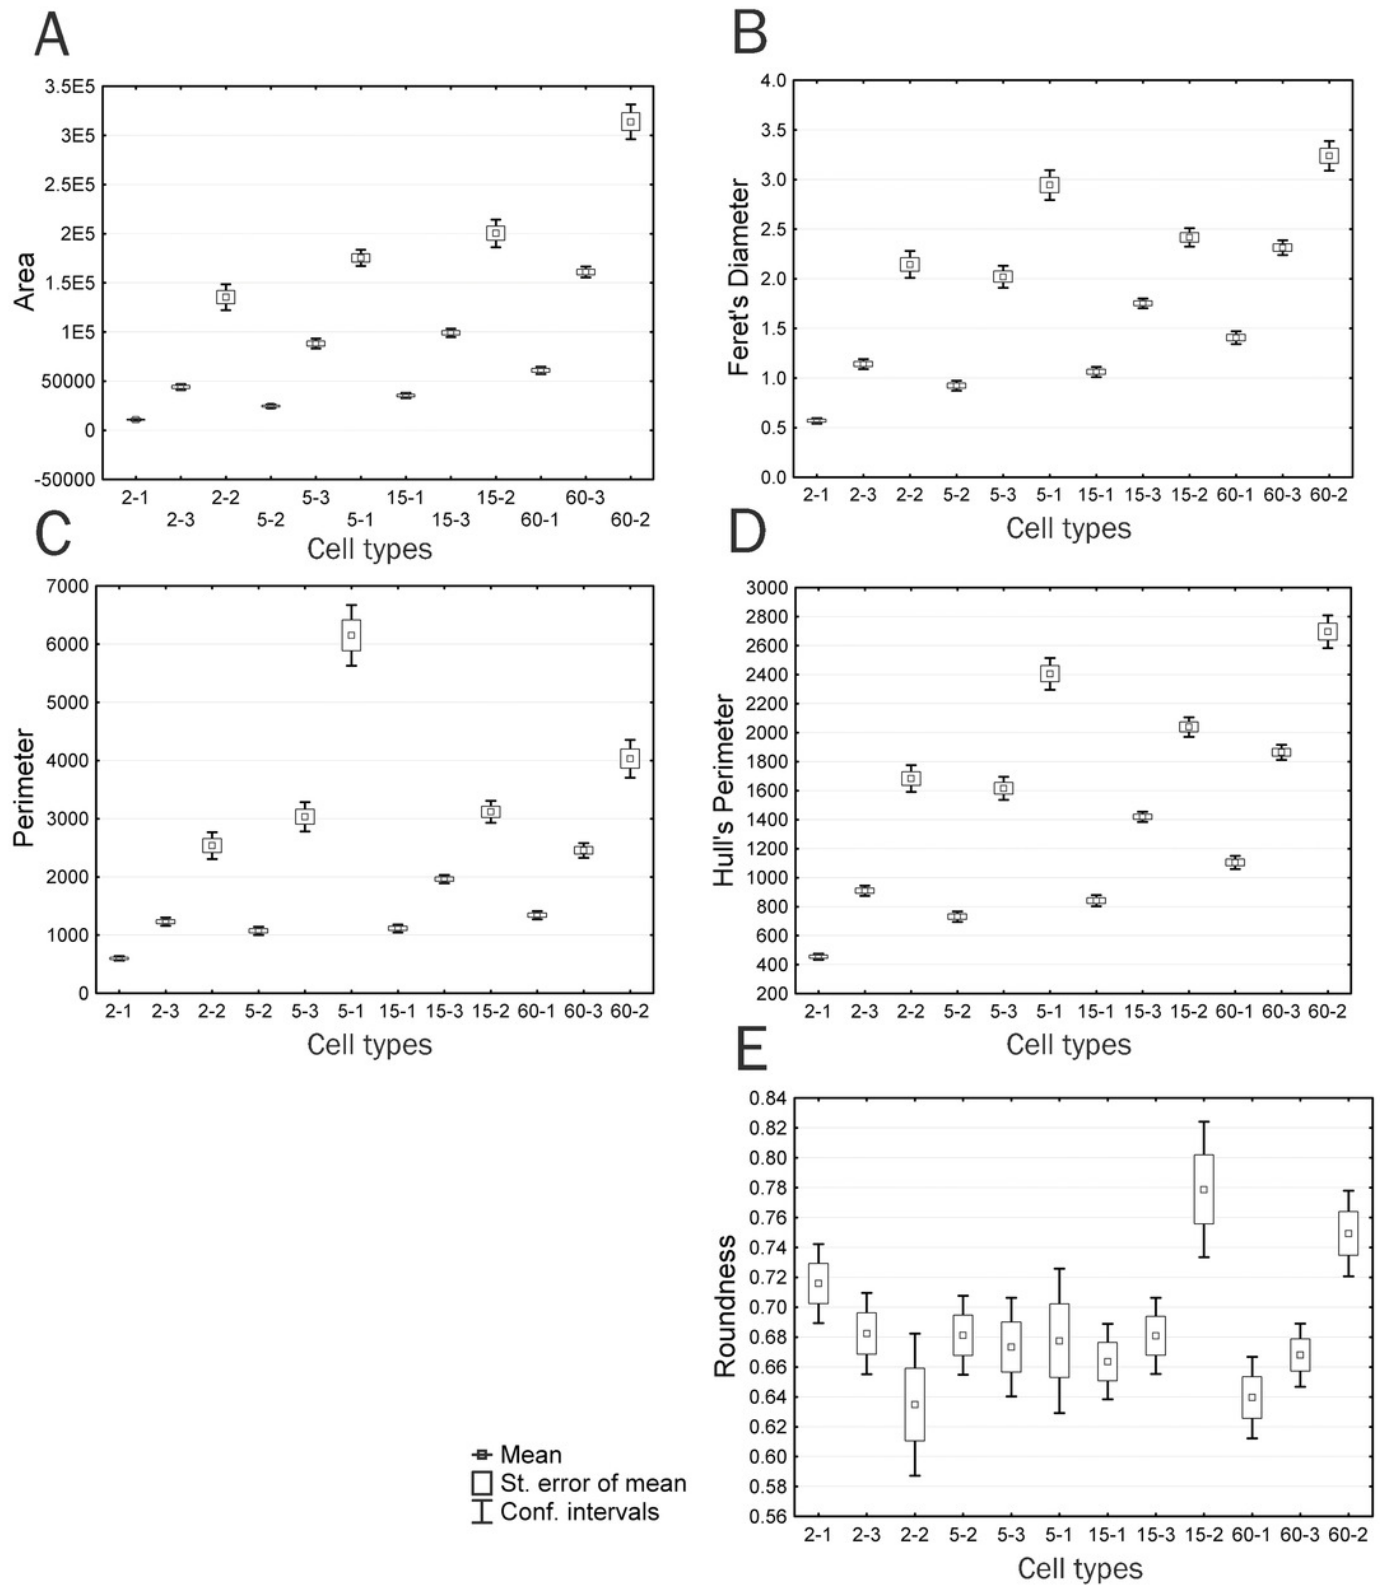 A
3.5E5
3E5
2.5E5
2E5
1.5E5
1E5
50000
0
-50000
Area
2-1 2-2 5-3 15-1 15-2 60-3
2-3 5-2 5-1 15-3 60-1 60-2
Cell types
B
4.0
3.5
3.0
2.5
2.0
1.5
1.0
0.5
0.0
Feret's Diameter
2-1 2-3 2-2 5-2 5-3 5-1 15-1 15-3 15-2 60-1 60-3 60-2
Cell types
C
7000
6000
5000
4000
3000
2000
1000
0
Perimeter
2-1 2-3 2-2 5-2 5-3 5-1 15-1 15-3 15-2 60-1 60-3 60-2
Cell types
D
3000
2800
2600
2400
2200
2000
1800
1600
1400
1200
1000
800
600
400
200
Hull's Perimeter
2-1 2-3 2-2 5-2 5-3 5-1 15-1 15-3 15-2 60-1 60-3 60-2
Cell types
E
0.84
0.82
0.80
0.78
0.76
0.74
0.72
0.70
0.68
0.66
0.64
0.62
0.60
0.58
0.56
Roundness
2-1 2-3 2-2 5-2 5-3 5-1 15-1 15-3 15-2 60-1 60-3 60-2
Cell types
Mean
St. error of mean
Conf. intervals